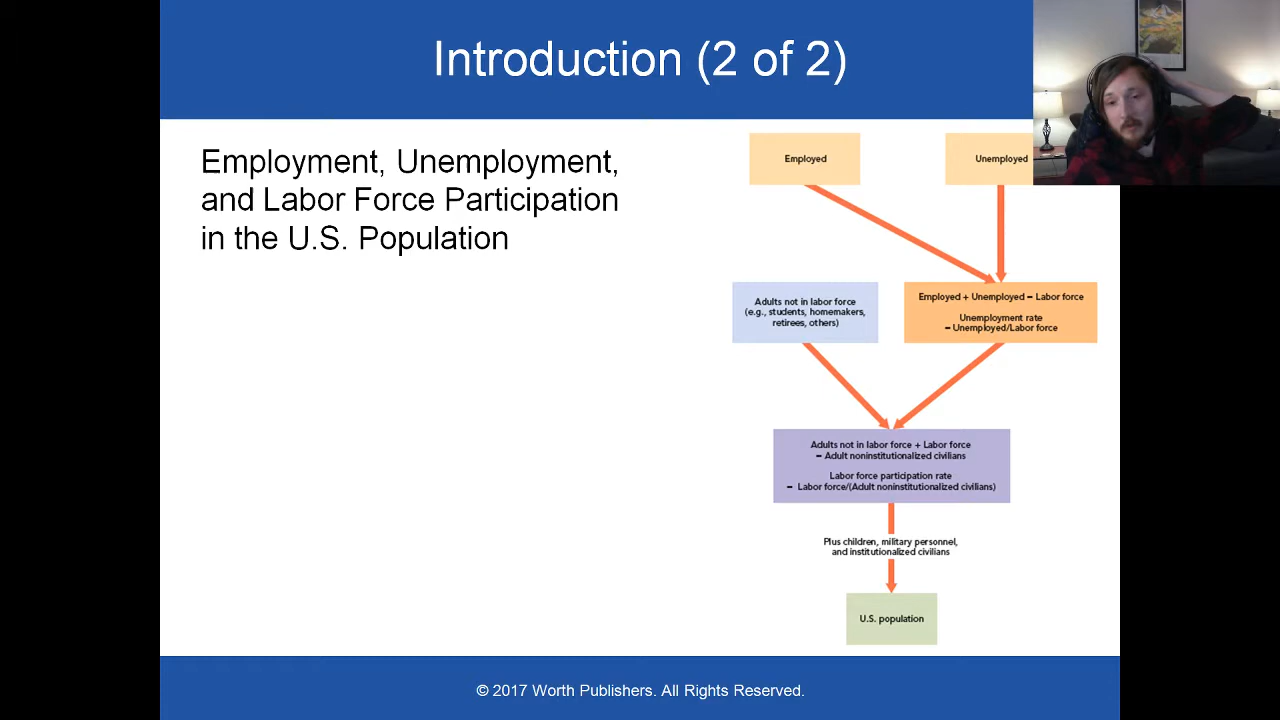 Introduction (2 of 2)
Employment, Unemployment,
and Labor Force Participation
in the U.S. Population
Employed
Unemployed
Adults not in labor force
(e.g., students, homemakers,
retirees, others)
Employed + Unemployed = Labor force
Unemployment rate
= Unemployed/Labor force
Adults not in labor force + Labor force
= Adult noninstitutionalized civilians
Labor force participation rate
= Labor force/(Adult noninstitutionalized civilians)
Plus children, military personnel,
and institutionalized civilians
U.S. population
© 2017 Worth Publishers. All Rights Reserved.